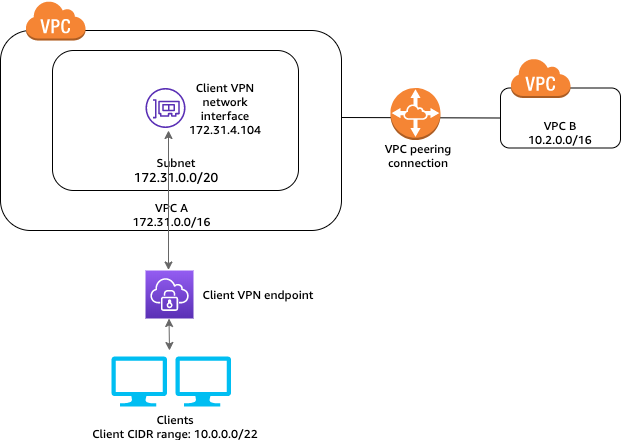 VPC
Client VPN
network
interface
172.31.4.104
Subnet
172.31.0.0/20
VPC A
172.31.0.0/16
VPC peering
connection
VPC
VPC B
10.2.0.0/16
Client VPN endpoint
Clients
Client CIDR range: 10.0.0.0/22